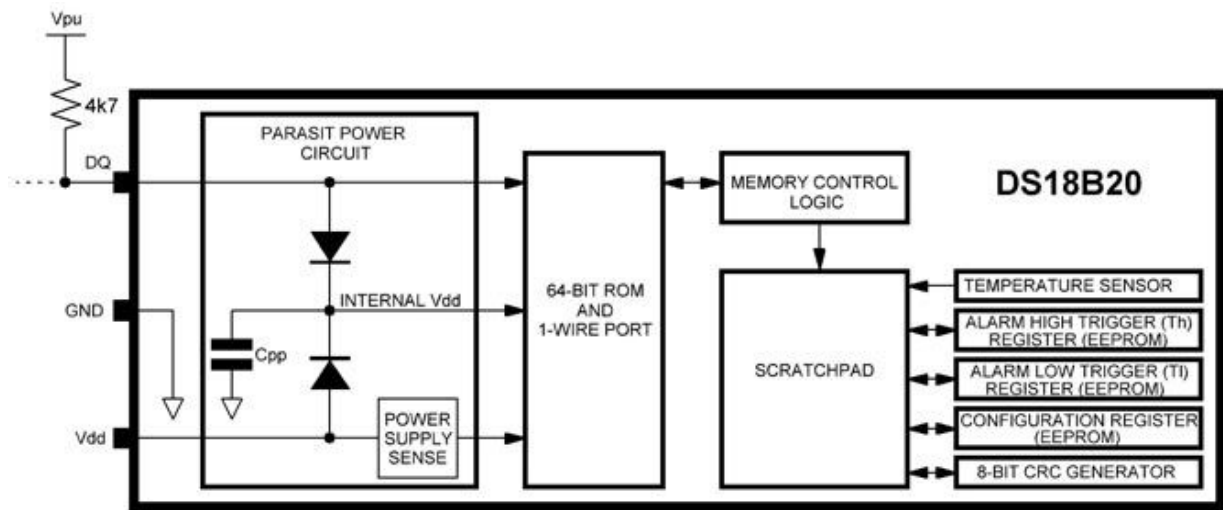 Vpu
4k7
DQ
GND
Vdd
PARASIT POWER
CIRCUIT
INTERNAL Vdd
Cpp
POWER
SUPPLY
SENSE
64-BIT ROM
AND
1-WIRE PORT
MEMORY CONTROL
LOGIC
SCRATCHPAD
DS18B20
TEMPERATURE SENSOR
ALARM HIGH TRIGGER (Th)
REGISTER (EEPROM)
ALARM LOW TRIGGER (Tl)
REGISTER (EEPROM)
CONFIGURATION REGISTER
(EEPROM)
8-BIT CRC GENERATOR